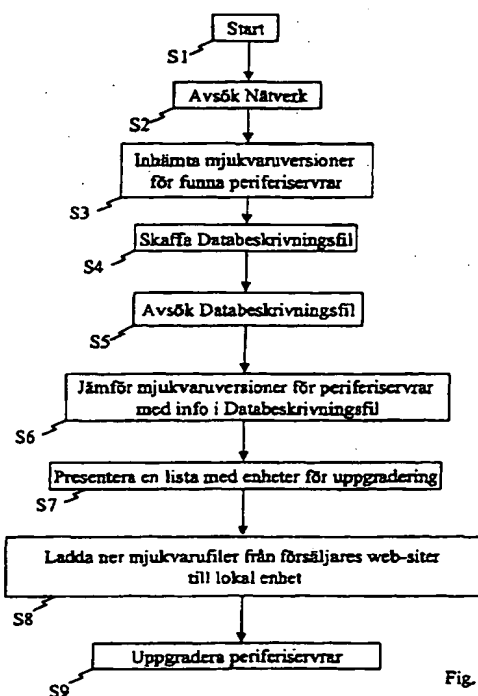 Start
S1
Avsök Nätverk
S2
Inhämta mjukvaruversioner
för funna periferiservrar
S3
Skaffa Databeskrivningsfil
S4
Avsök Databeskrivningsfil
S5
Jämför mjukvaruversioner för periferiservrar
med info i Databeskrivningsfil
S6
Presentera en lista med enheter för uppgradering
S7
Ladda ner mjukvarufiler från försäljares web-siter
till lokal enhet
S8
Uppgradera periferiservrar
S9
Fig.